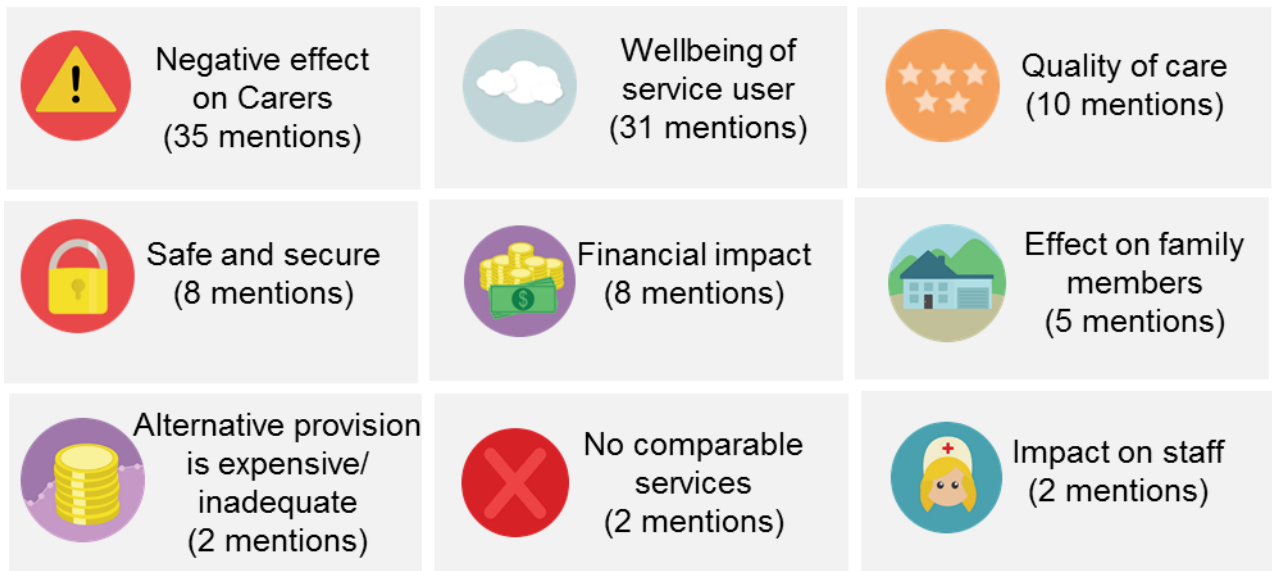 Negative effect
on Carers
(35 mentions)
Wellbeing of
service user
(31 mentions)
Quality of care
(10 mentions)
Safe and secure
(8 mentions)
Financial impact
(8 mentions)
Effect on family
members
(5 mentions)
Alternative provision
is expensive/
inadequate
(2 mentions)
No comparable
services
(2 mentions)
Impact on staff
(2 mentions)